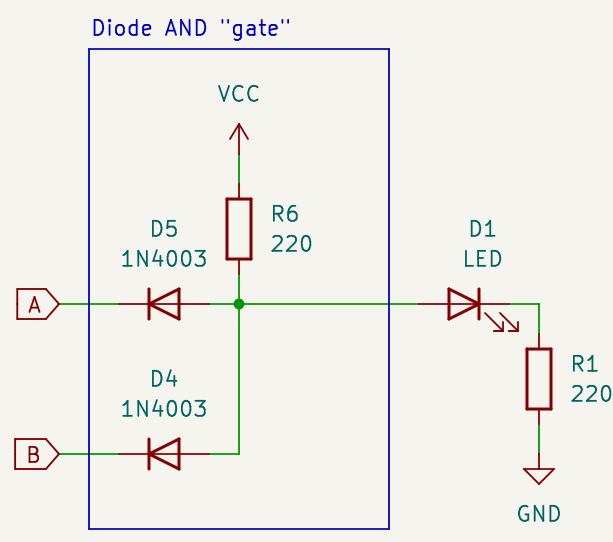 Diode AND "gate"
VCC
D5
1N4003
R6
220
D1
LED
A
D4
1N4003
R1
220
B
GND